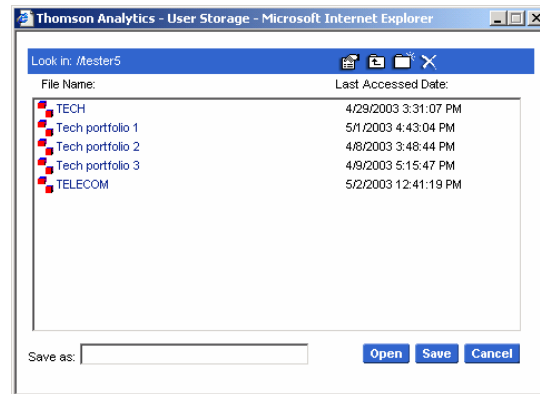 Thomson Analytics - User Storage - Microsoft Internet Explorer
Look in: //tester5
File Name: Last Accessed Date:
TECH 4/29/2003 3:31:07 PM
Tech portfolio 1 5/1/2003 4:43:04 PM
Tech portfolio 2 4/8/2003 3:48:44 PM
Tech portfolio 3 4/9/2003 5:15:47 PM
TELECOM 5/2/2003 12:41:19 PM
Save as: Open Save Cancel